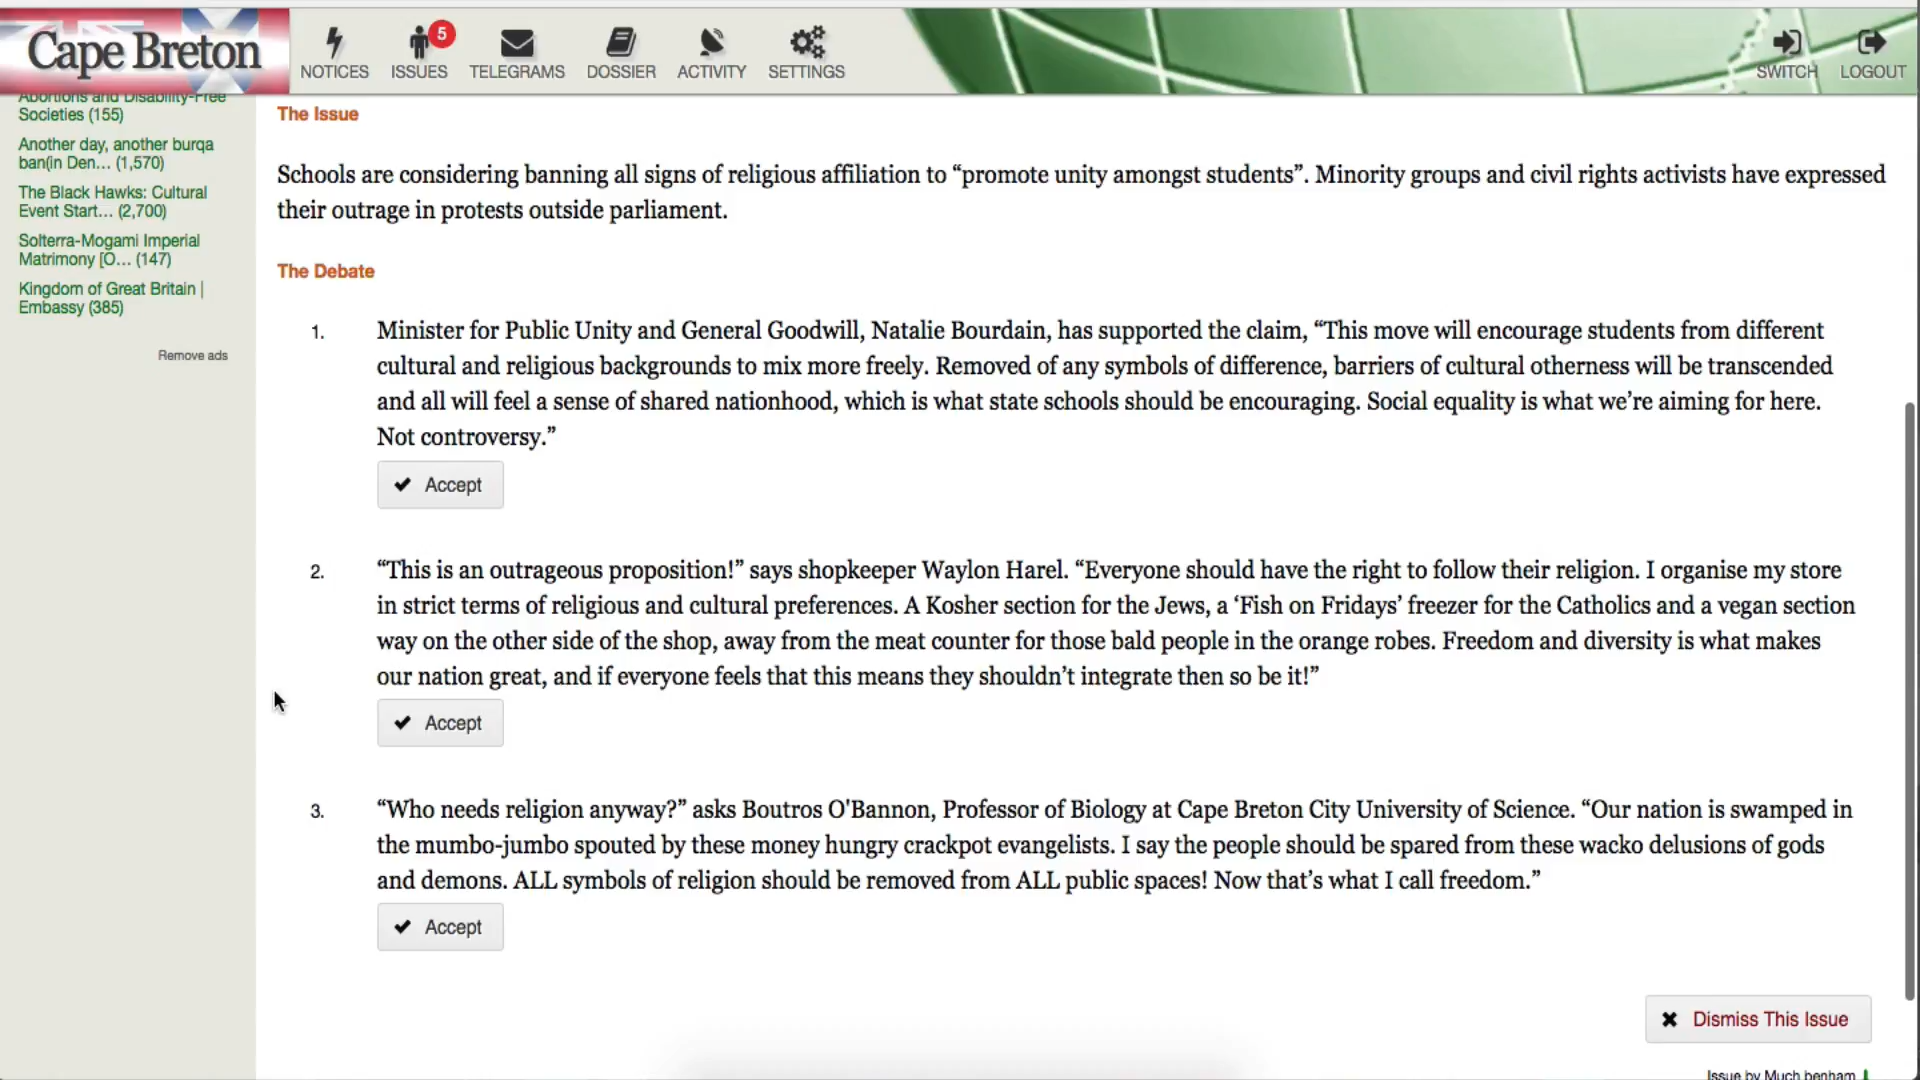 Cape Breton
NOTICES
5
ISSUES
TELEGRAMS
DOSSIER
ACTIVITY
SETTINGS
SWITCH
LOGOUT
Abortions and Disability-Free
Societies (155)
Another day, another burqa
ban(in Den... (1,570)
The Black Hawks: Cultural
Event Start... (2,700)
Solterra-Mogami Imperial
Matrimony [O... (147)
Kingdom of Great Britain |
Embassy (385)
Remove ads
The Issue
Schools are considering banning all signs of religious affiliation to “promote unity amongst students”. Minority groups and civil rights activists have expressed
their outrage in protests outside parliament.
The Debate
1. Minister for Public Unity and General Goodwill, Natalie Bourdain, has supported the claim, “This move will encourage students from different
cultural and religious backgrounds to mix more freely. Removed of any symbols of difference, barriers of cultural otherness will be transcended
and all will feel a sense of shared nationhood, which is what state schools should be encouraging. Social equality is what we’re aiming for here.
Not controversy.”
Accept
2. “This is an outrageous proposition!” says shopkeeper Waylon Harel. “Everyone should have the right to follow their religion. I organise my store
in strict terms of religious and cultural preferences. A Kosher section for the Jews, a ‘Fish on Fridays’ freezer for the Catholics and a vegan section
way on the other side of the shop, away from the meat counter for those bald people in the orange robes. Freedom and diversity is what makes
our nation great, and if everyone feels that this means they shouldn’t integrate then so be it!”
Accept
3. “Who needs religion anyway?” asks Boutros O'Bannon, Professor of Biology at Cape Breton City University of Science. “Our nation is swamped in
the mumbo-jumbo spouted by these money hungry crackpot evangelists. I say the people should be spared from these wacko delusions of gods
and demons. ALL symbols of religion should be removed from ALL public spaces! Now that’s what I call freedom.”
Accept
Dismiss This Issue
Issue by Much benham